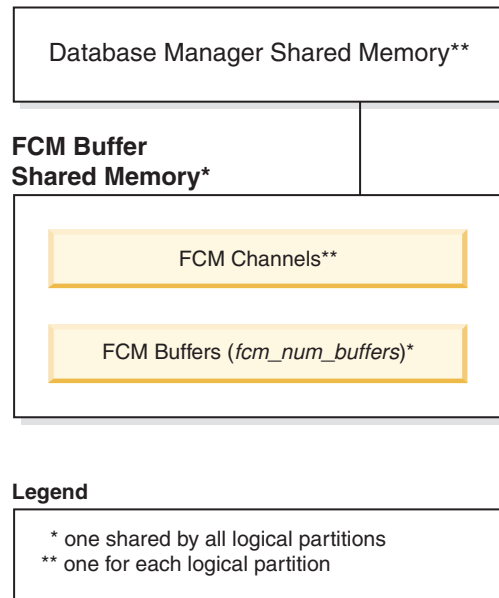 Database Manager Shared Memory**
FCM Buffer
Shared Memory*
FCM Channels**
FCM Buffers (fcm_num_buffers)*
Legend
* one shared by all logical partitions
** one for each logical partition